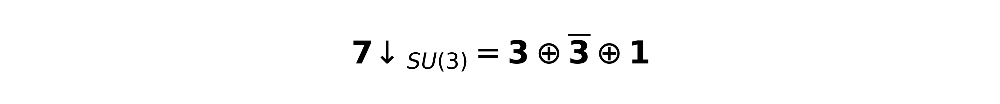 𝟕↓ SU(3) = 𝟑 ⊕ 𝟑̅ ⊕ 𝟏